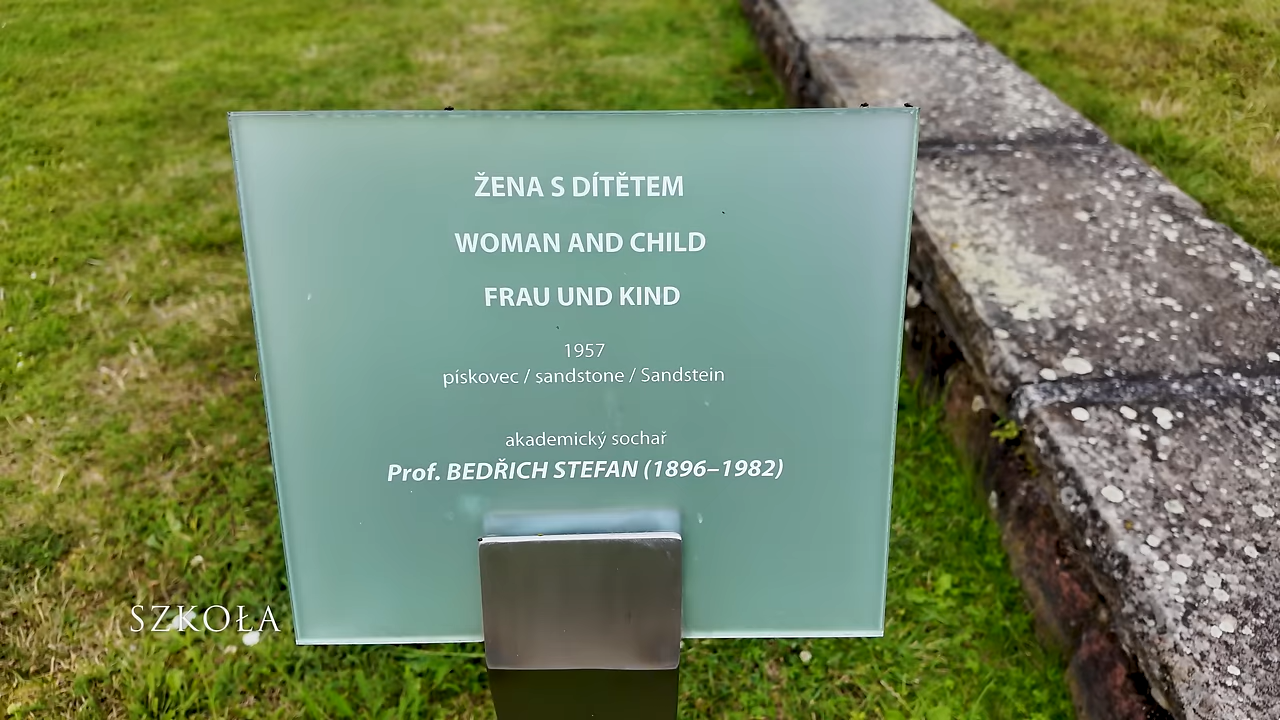 ŽENA S DÍTĚTEM
WOMAN AND CHILD
FRAU UND KIND
1957
pískovec / sandstone / Sandstein
akademický sochař
Prof. BEDŘICH STEFAN (1896–1982)
SZKOŁA